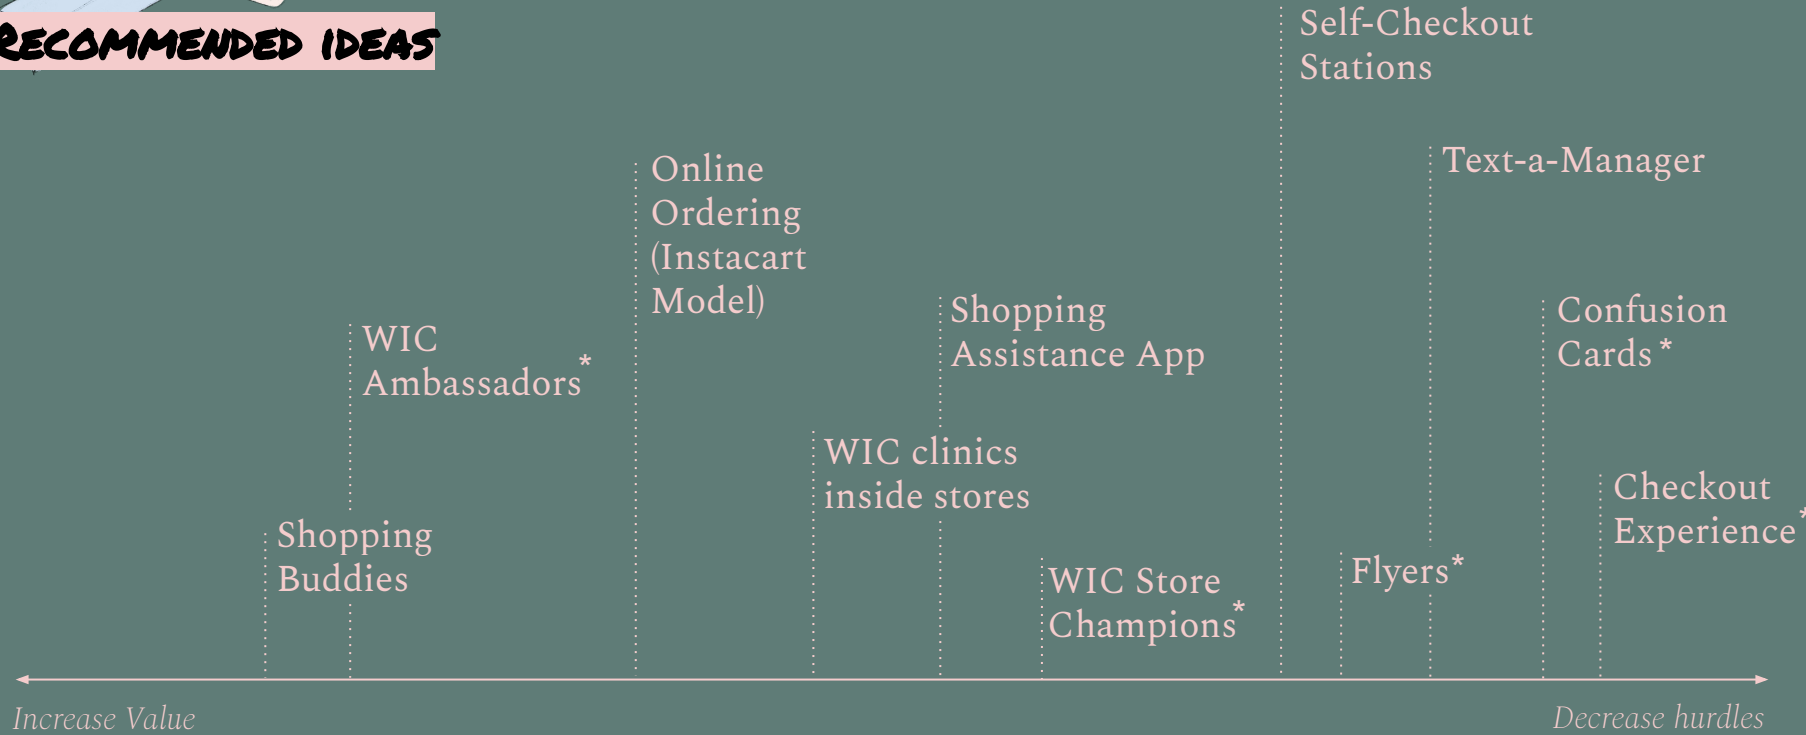 RECOMMENDED IDEAS
Self-Checkout
Stations
Text-a-Manager
Online
Ordering
(Instacart
Model)
Shopping
Assistance App
Confusion
Cards *
WIC
Ambassadors*
WIC clinics
inside stores
Checkout
Experience*
Shopping
Buddies
Flyers*
WIC Store
Champions*
Increase Value
Decrease hurdles